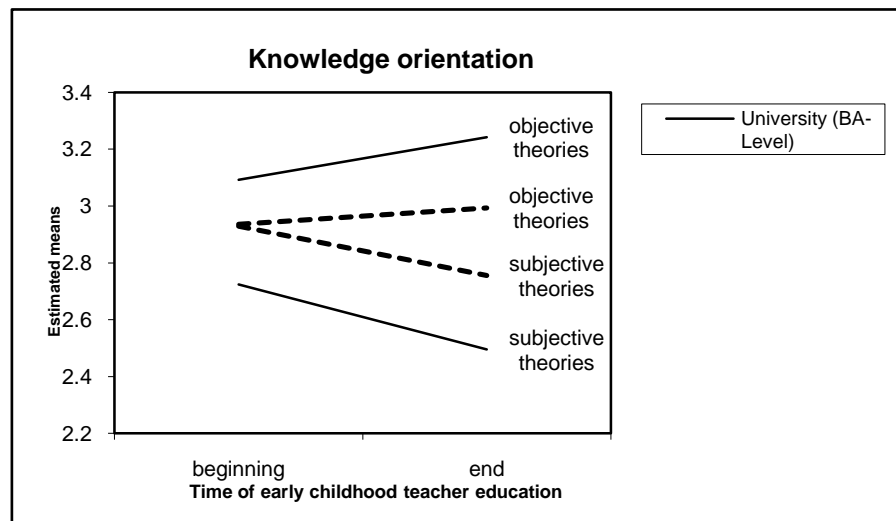 Knowledge orientation
3.4
3.2
3
2.8
2.6
2.4
2.2
Estimated means
objective
theories
objective
theories
subjective
theories
subjective
theories
beginning
end
Time of early childhood teacher education
University (BA-
Level)